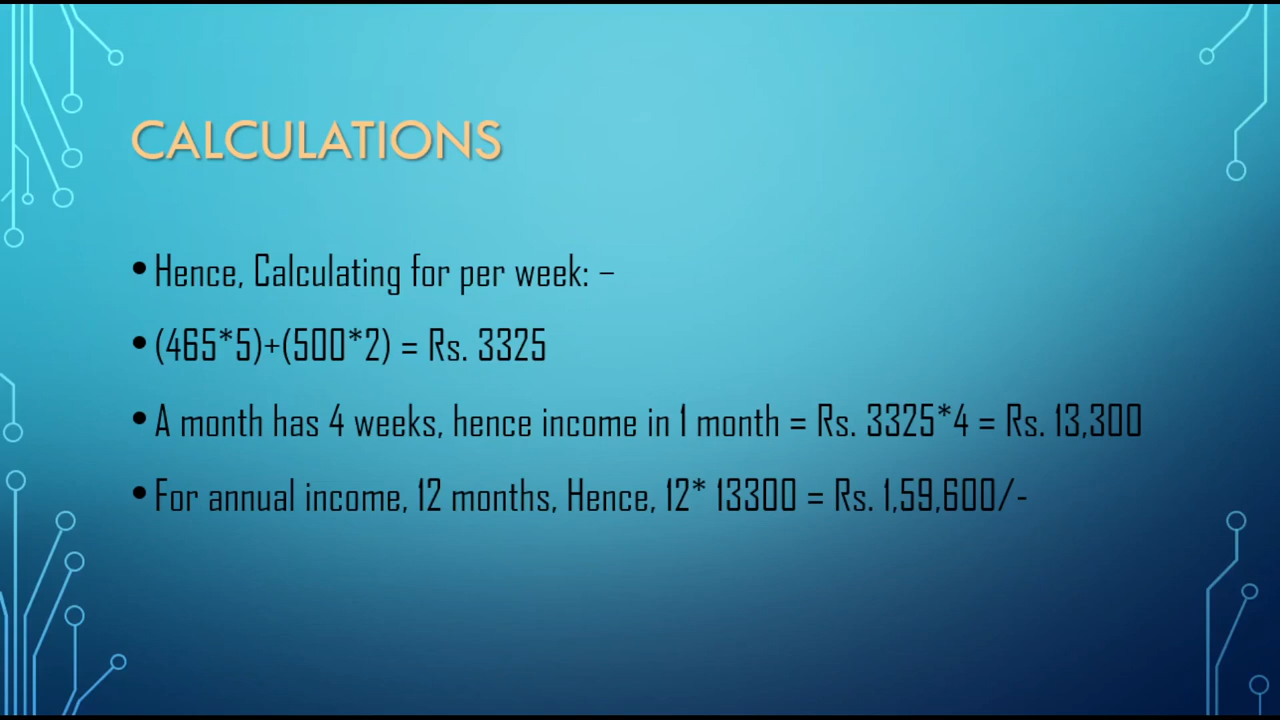 CALCULATIONS
• Hence, Calculating for per week: –
• (465*5)+(500*2) = Rs. 3325
• A month has 4 weeks, hence income in 1 month = Rs. 3325*4 = Rs. 13,300
• For annual income, 12 months, Hence, 12* 13300 = Rs. 1,59,600/-